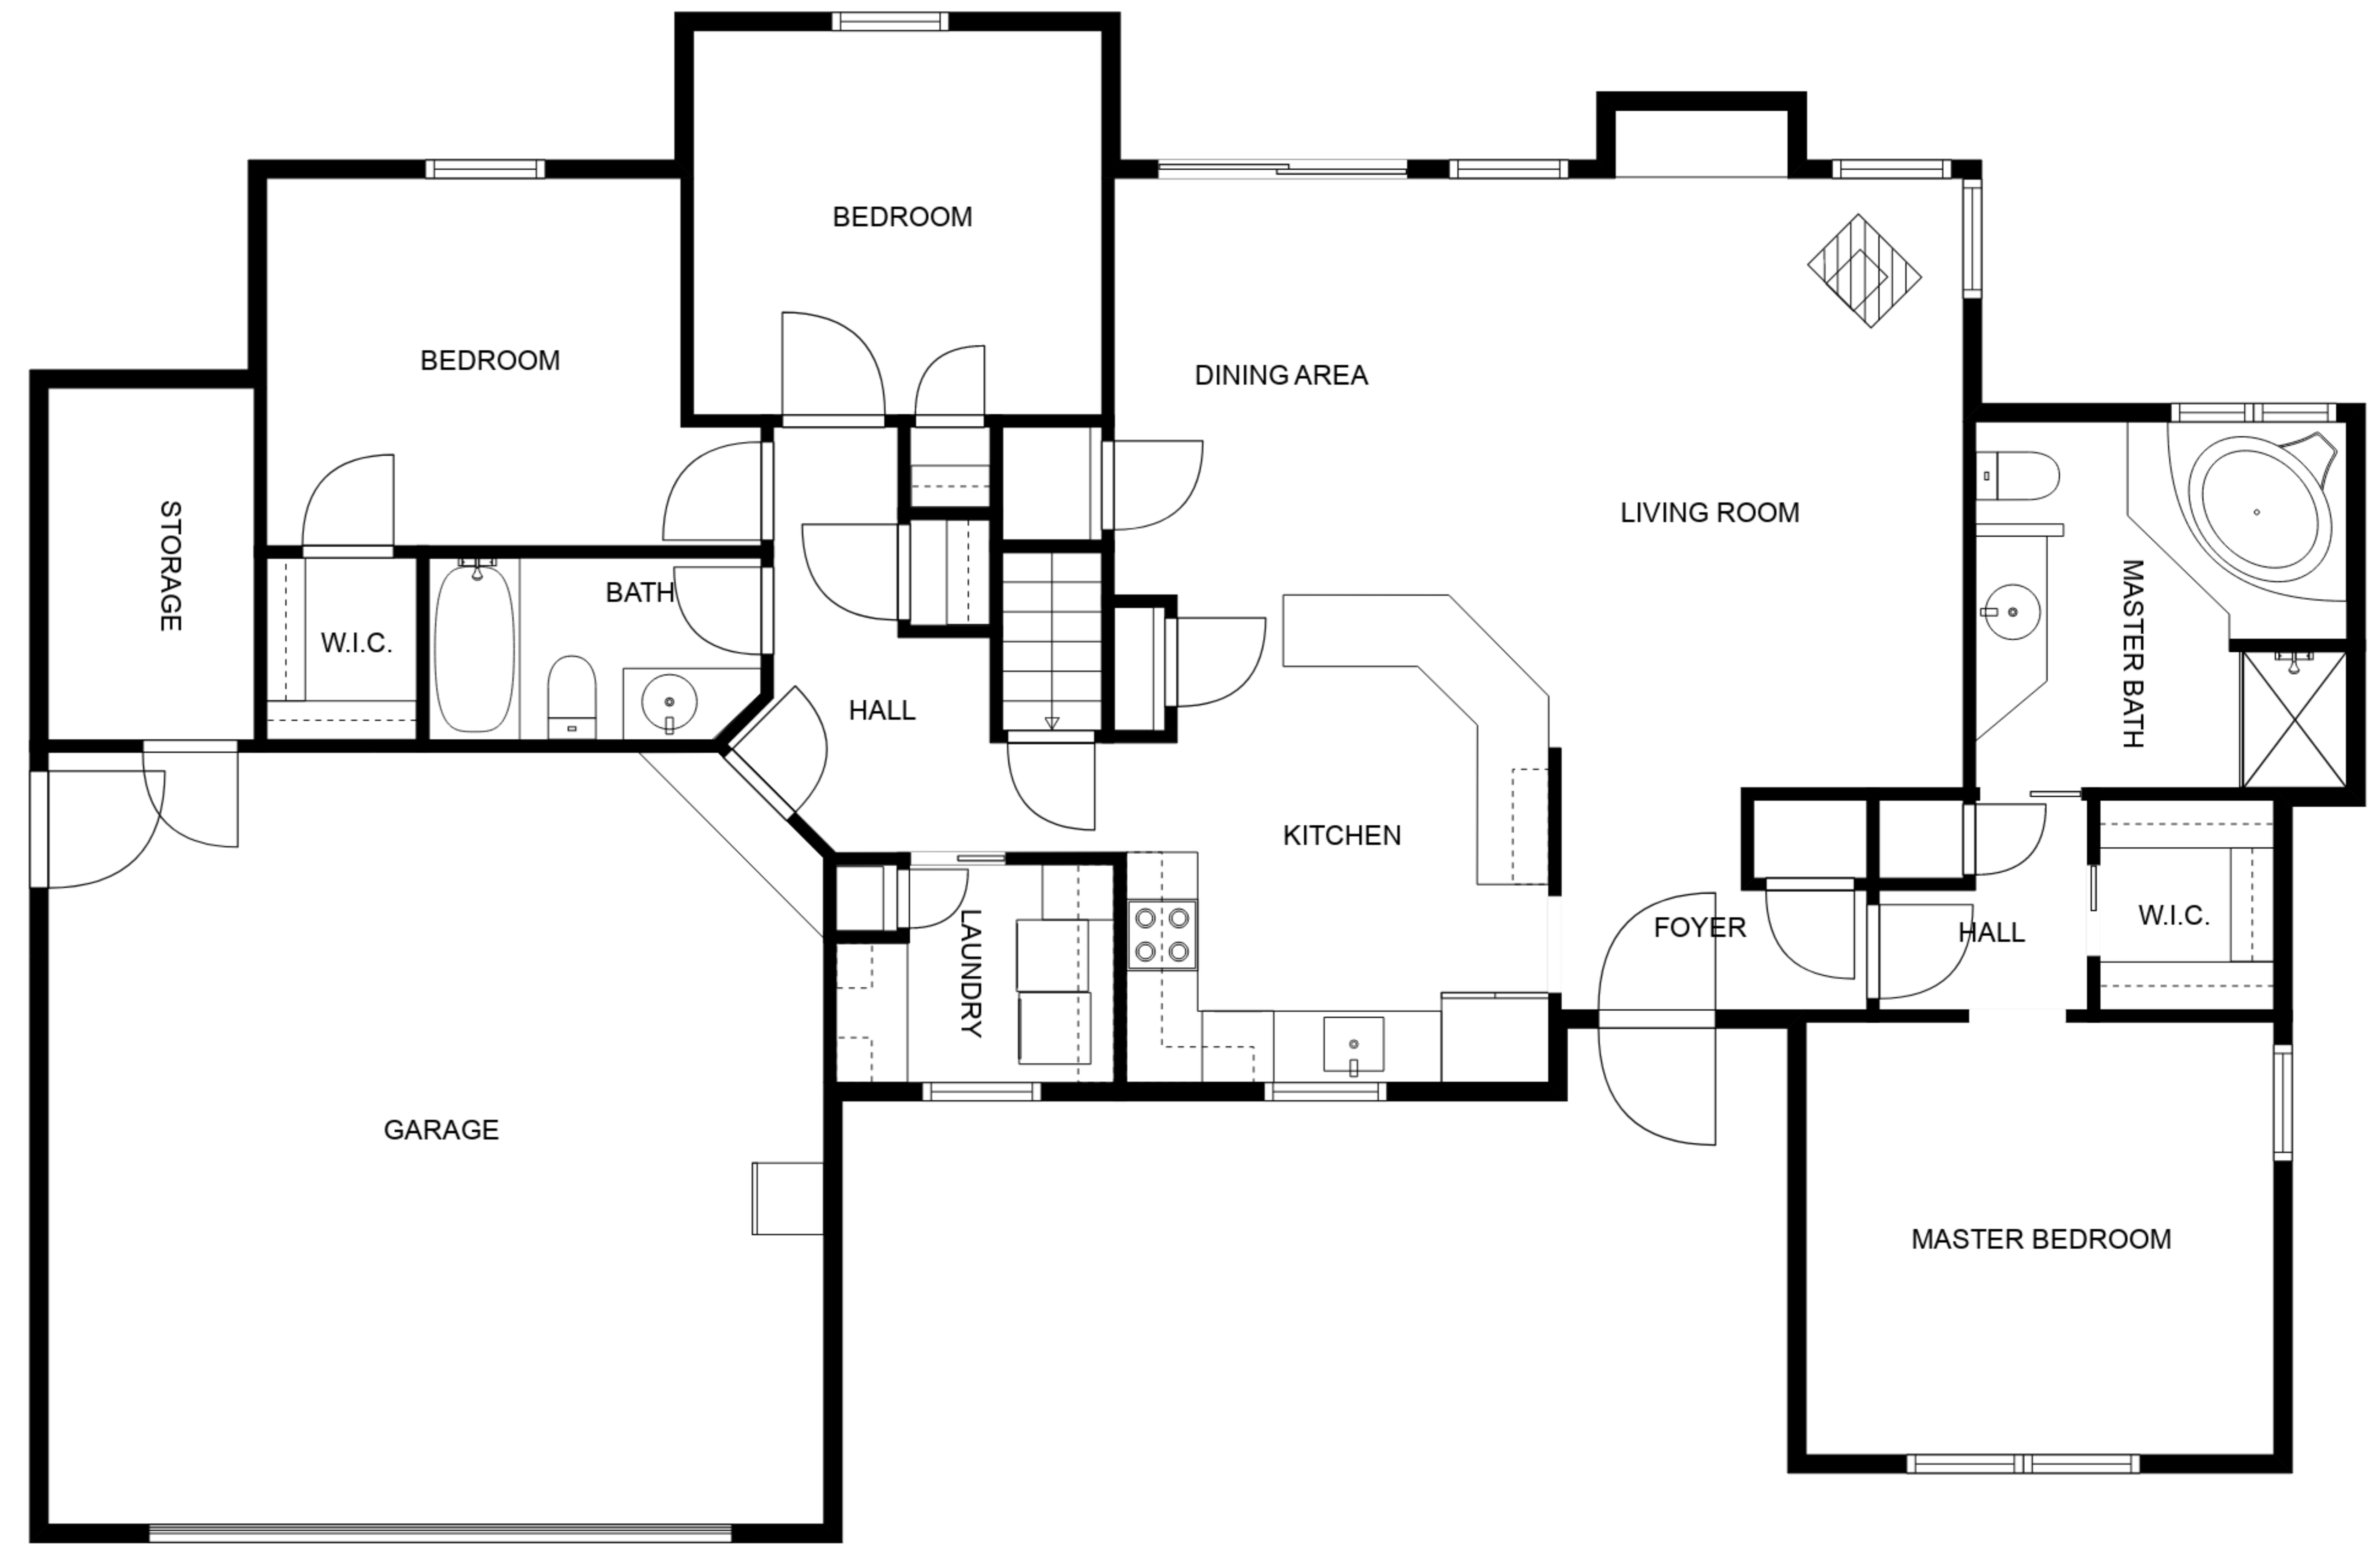 BEDROOM
BEDROOM
DINING AREA
LIVING ROOM
STORAGE
BATH
W.I.C.
MASTER BATH
HALL
KITCHEN
W.I.C.
FOYER
HALL
LAUNDRY
GARAGE
MASTER BEDROOM